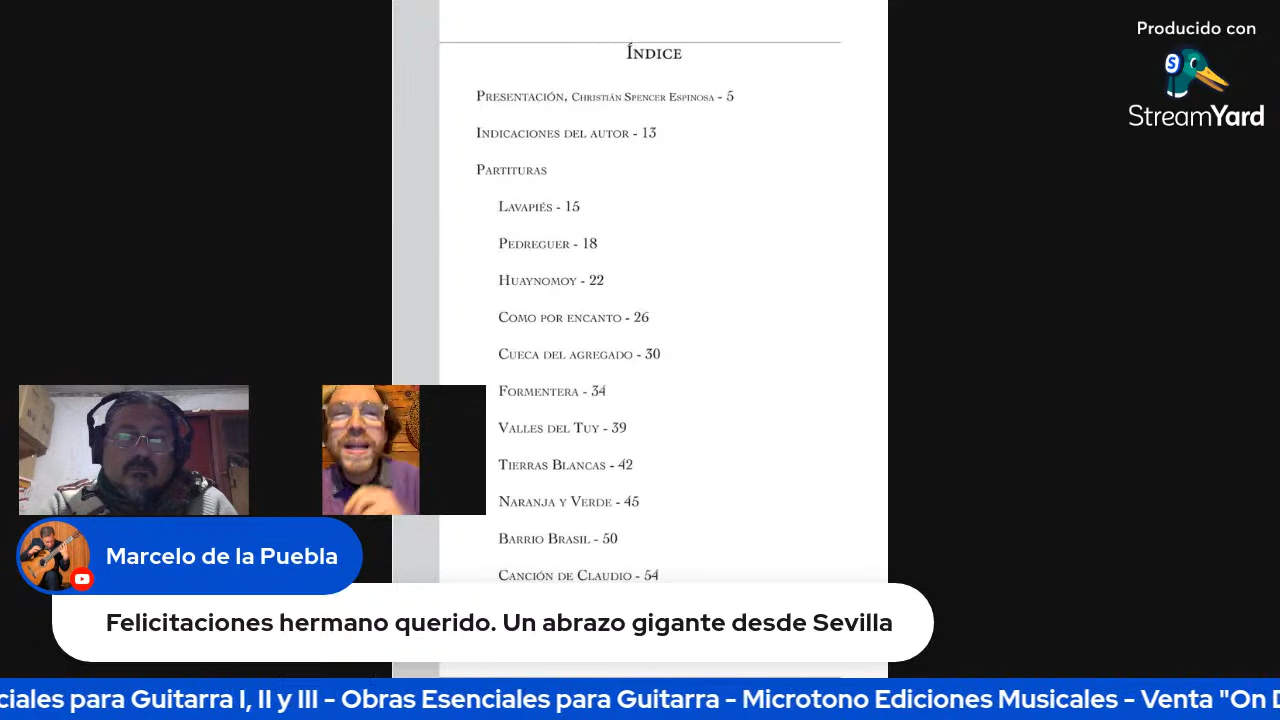 Producido con
StreamYard
Índice
Presentación, Christián Spencer Espinosa - 5
Indicaciones del autor - 13
Partituras
Lavapiés - 15
Pedreguer - 18
Huaynomoy - 22
Como por encanto - 26
Cueca del agregado - 30
Formentera - 34
Valles del Tuy - 39
Tierras Blancas - 42
Naranja y Verde - 45
Barrio Brasil - 50
Canción de Claudio - 54
Marcelo de la Puebla
Felicitaciones hermano querido. Un abrazo gigante desde Sevilla
ciales para Guitarra I, II y III - Obras Esenciales para Guitarra - Microtono Ediciones Musicales - Venta "On D